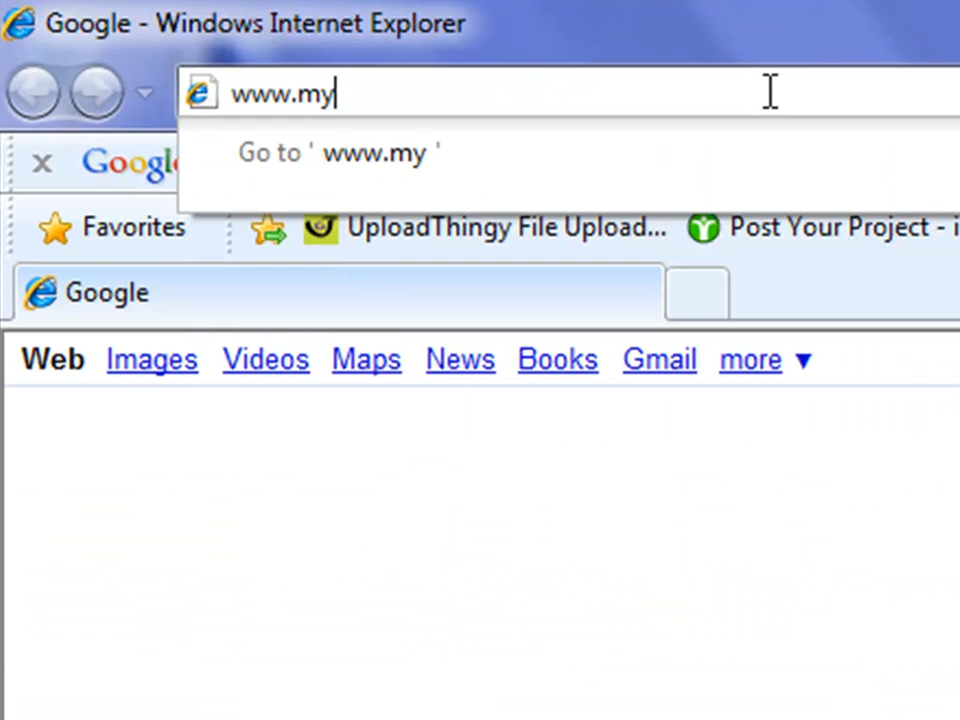 Google - Windows Internet Explorer
www.my
Go to ' www.my '
x Google
Favorites UploadThingy File Upload... Post Your Project - i
Google
Web Images Videos Maps News Books Gmail more ▼